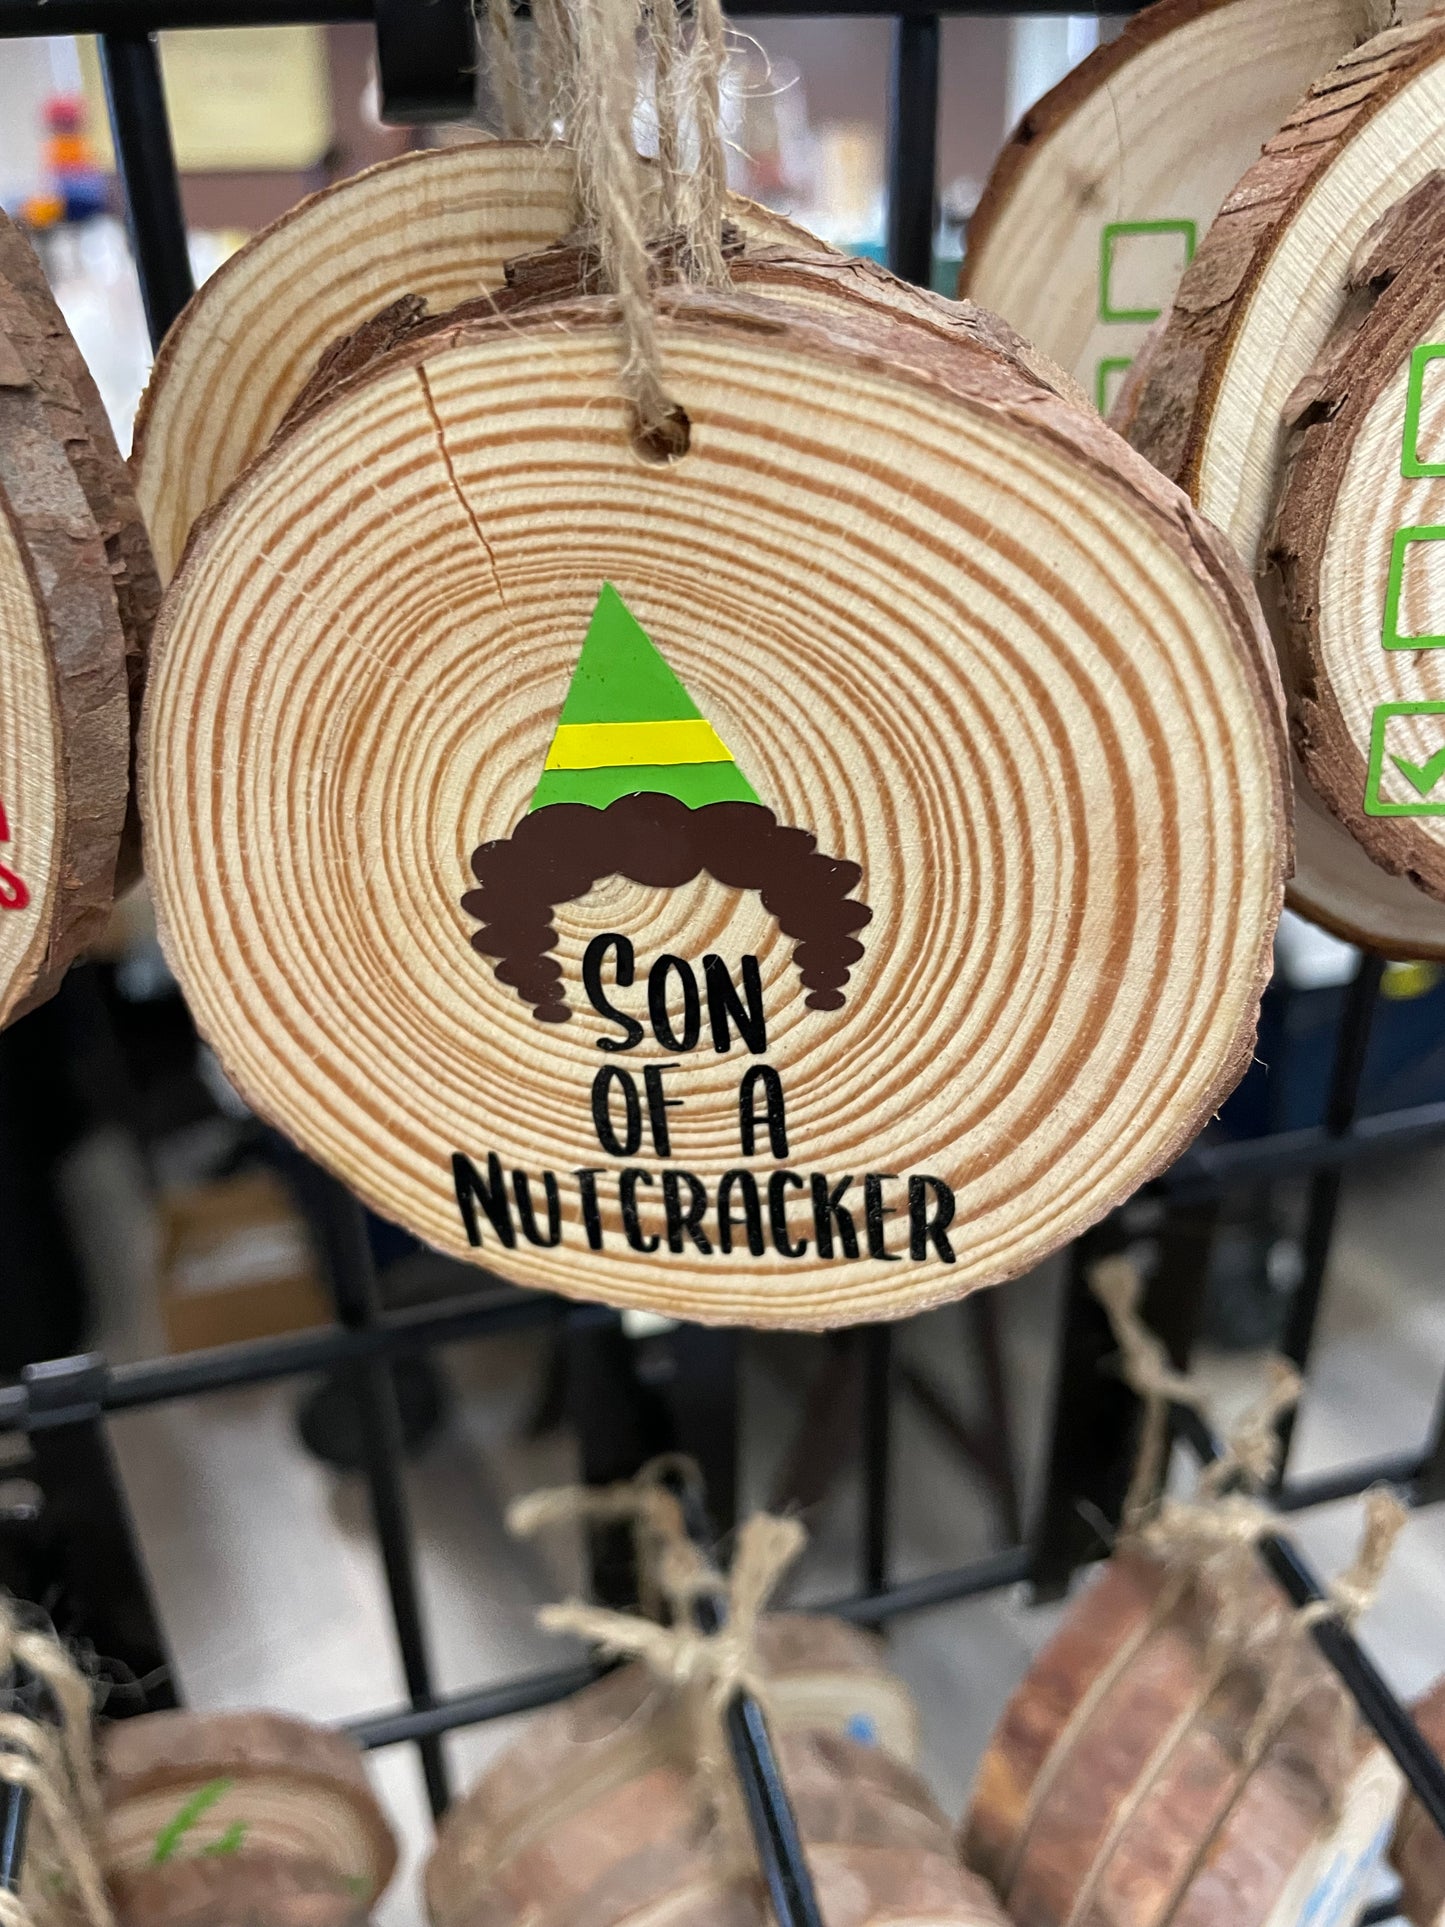 Son
of a
Nutcracker